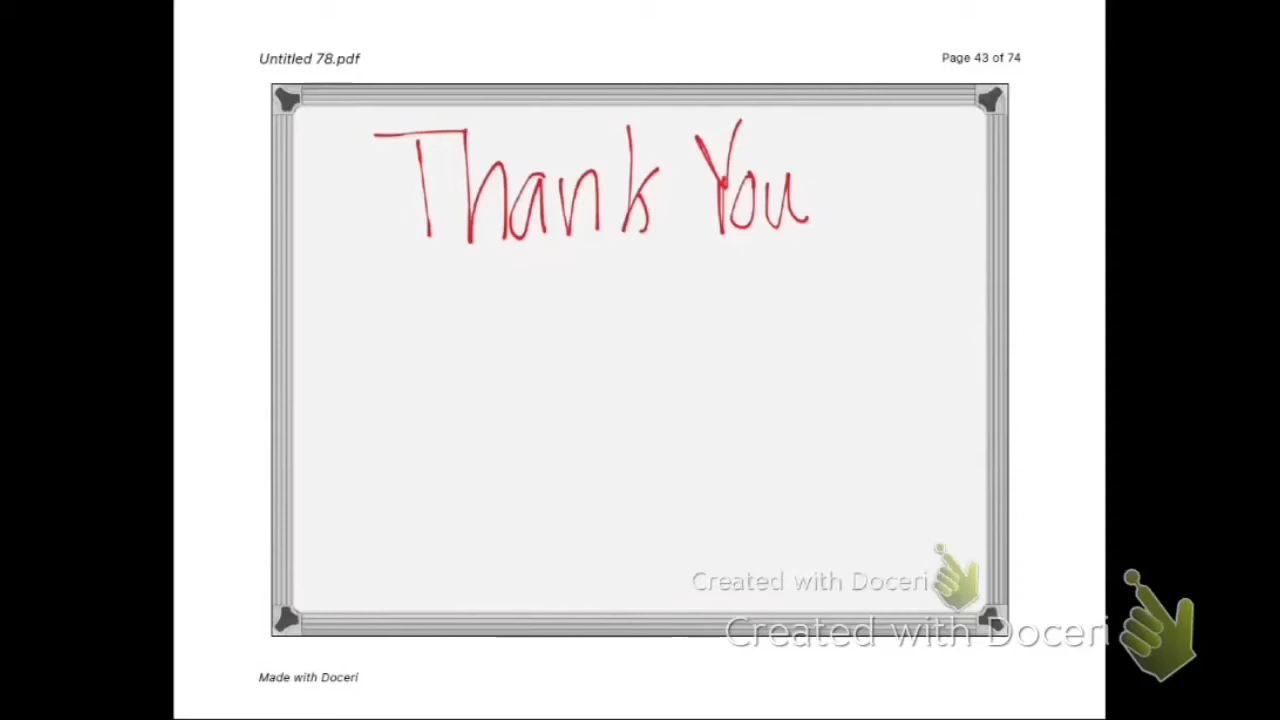 Untitled 78.pdf
Page 43 of 74
Thank You
Created with Doceri
Created with Doceri
Made with Doceri